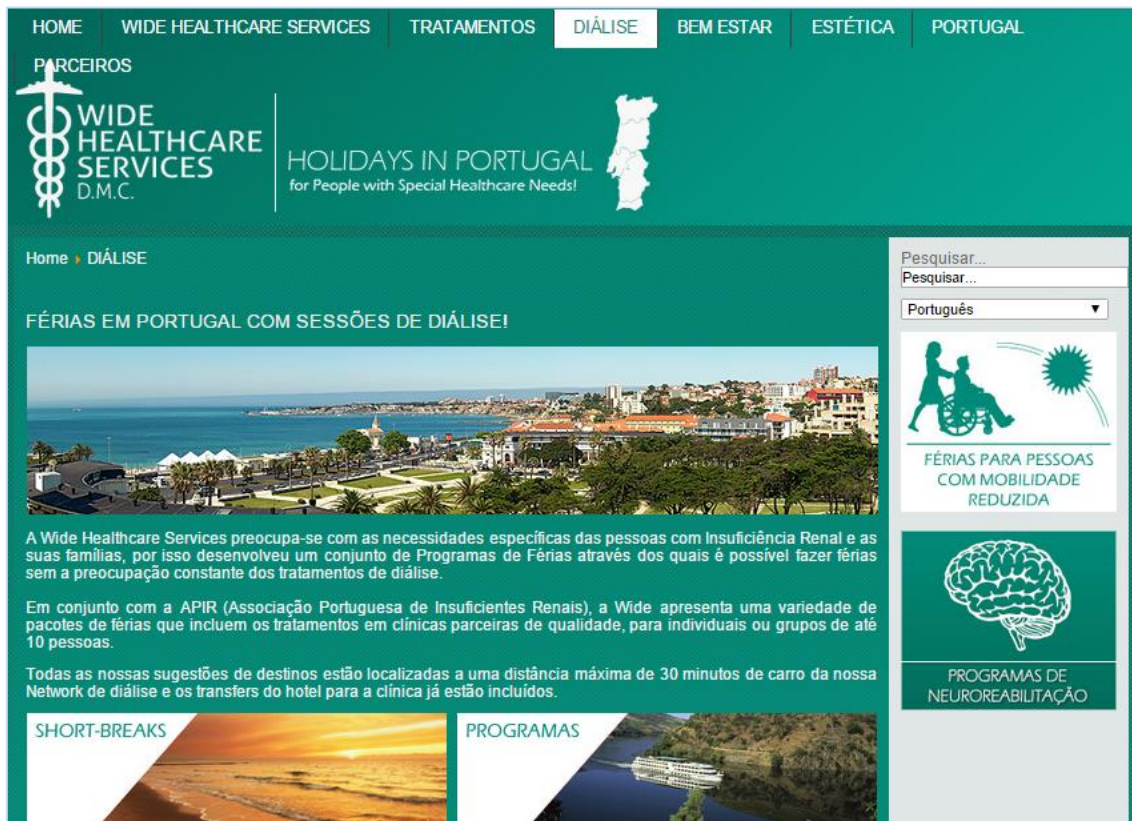 HOME WIDE HEALTHCARE SERVICES TRATAMENTOS DIÁLISE BEM ESTAR ESTÉTICA PORTUGAL
PARCEIROS
WIDE
HEALTHCARE
SERVICES
D.M.C.
HOLIDAYS IN PORTUGAL
for People with Special Healthcare Needs!
Home DIÁLISE
FÉRIAS EM PORTUGAL COM SESSÕES DE DIÁLISE!
A Wide Healthcare Services preocupa-se com as necessidades específicas das pessoas com Insuficiência Renal e as
suas famílias, por isso desenvolveu um conjunto de Programas de Férias através dos quais é possível fazer férias
sem a preocupação constante dos tratamentos de diálise.
Em conjunto com a APIR (Associação Portuguesa de Insuficientes Renais), a Wide apresenta uma variedade de
pacotes de férias que incluem os tratamentos em clínicas parceiras de qualidade, para individuais ou grupos de até
10 pessoas.
Todas as nossas sugestões de destinos estão localizadas a uma distância máxima de 30 minutos de carro da nossa
Network de diálise e os transfers do hotel para a clínica já estão incluídos.
SHORT-BREAKS
PROGRAMAS
Pesquisar...
Pesquisar...
Português
FÉRIAS PARA PESSOAS
COM MOBILIDADE
REDUZIDA
PROGRAMAS DE
NEUROREABILITAÇÃO